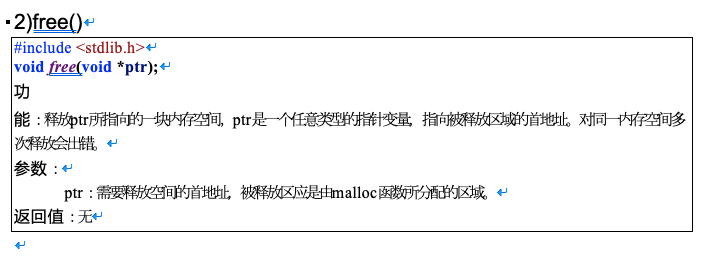 2)free()
#include <stdlib.h>
void free(void *ptr);
功
能：释放ptr所指向的一块内存空间，ptr是一个任意类型的指针变量，指向被释放区域的首地址。对同一内存空间多
次释放会出错。
参数：
ptr：需要释放空间的首地址，被释放区应是由malloc函数所分配的区域。
返回值：无